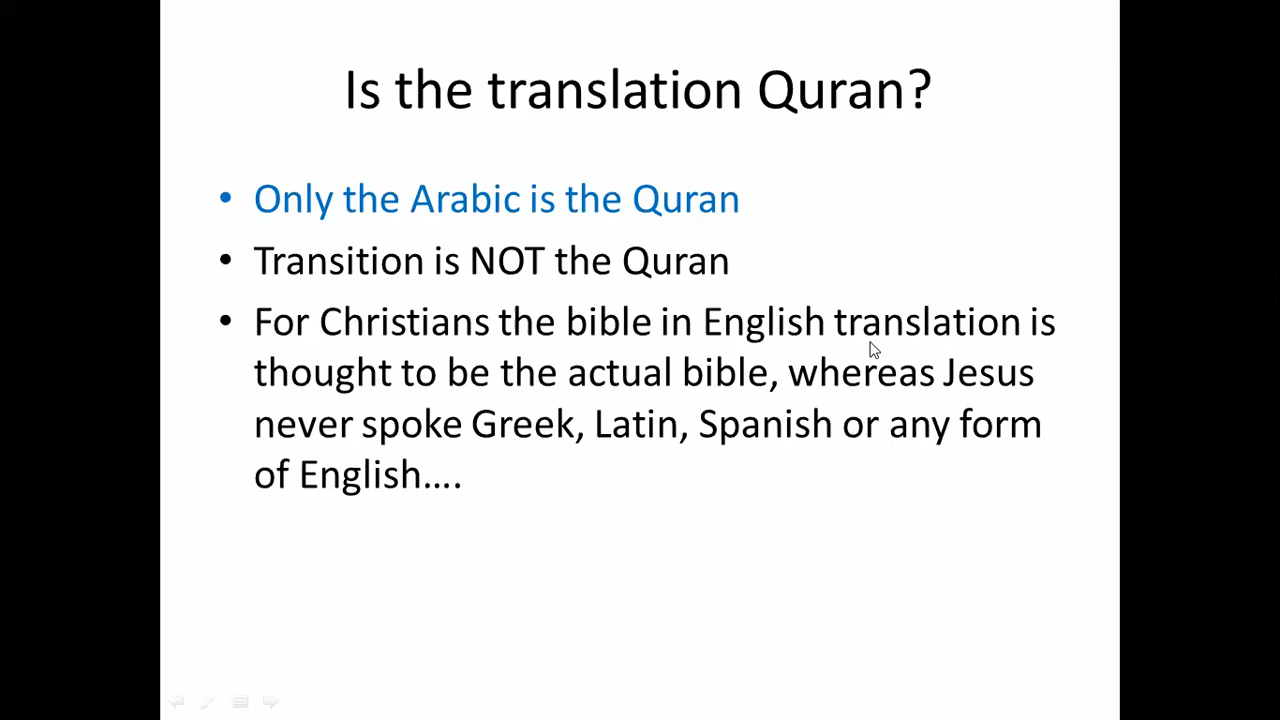 Is the translation Quran?
• Only the Arabic is the Quran
• Transition is NOT the Quran
• For Christians the bible in English translation is
thought to be the actual bible, whereas Jesus
never spoke Greek, Latin, Spanish or any form
of English....